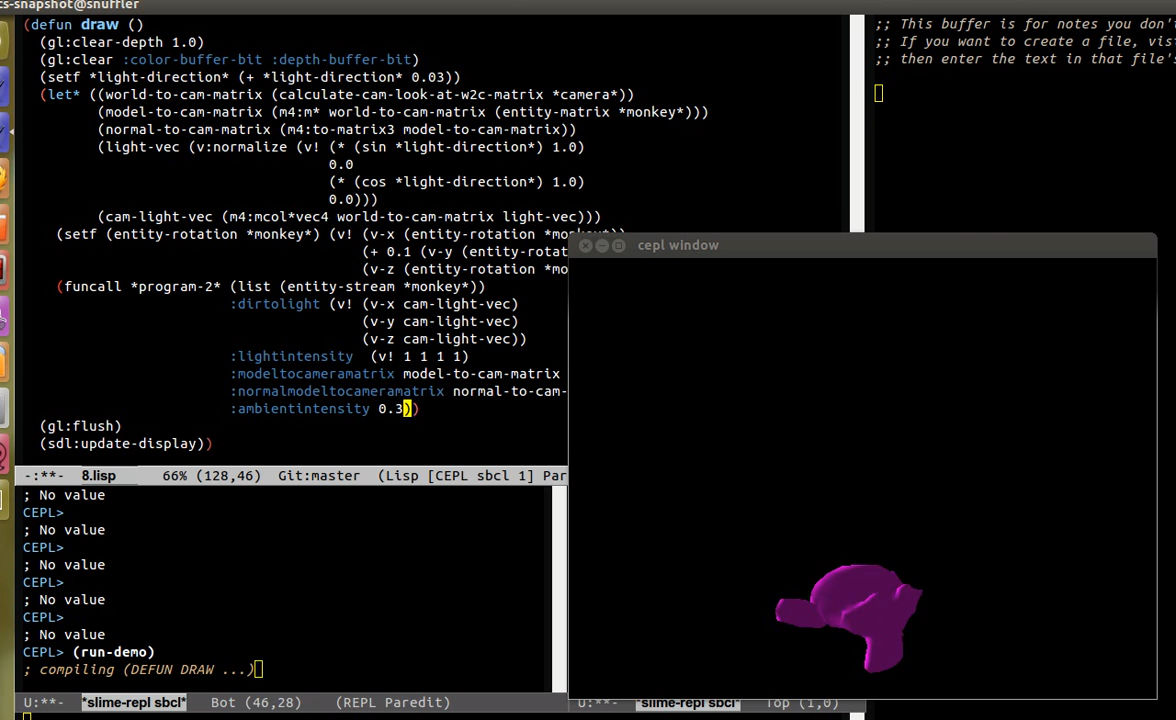 cs-snapshot@snuffler
(defun draw ()
(gl:clear-depth 1.0)
(gl:clear :color-buffer-bit :depth-buffer-bit)
(setf *light-direction* (+ *light-direction* 0.03))
(let* ((world-to-cam-matrix (calculate-cam-look-at-w2c-matrix *camera*))
(model-to-cam-matrix (m4:m* world-to-cam-matrix (entity-matrix *monkey*)))
(normal-to-cam-matrix (m4:to-matrix3 model-to-cam-matrix))
(light-vec (v:normalize (v! (* (sin *light-direction*) 1.0)
0.0
(* (cos *light-direction*) 1.0)
0.0)))
(cam-light-vec (m4:mcol*vec4 world-to-cam-matrix light-vec)))
(setf (entity-rotation *monkey*) (v! (v-x (entity-rotation *monkey*))
(+ 0.1 (v-y (entity-rotat
(v-z (entity-rotation *mo
(funcall *program-2* (list (entity-stream *monkey*))
:dirtolight (v! (v-x cam-light-vec)
(v-y cam-light-vec)
(v-z cam-light-vec))
:lightintensity (v! 1 1 1 1)
:modeltocameramatrix model-to-cam-matrix
:normalmodeltocameramatrix normal-to-cam-
:ambientintensity 0.3))
(gl:flush)
(sdl:update-display))
-:**- 8.lisp 66% (128,46) Git:master (Lisp [CEPL sbcl 1] Par
; No value
CEPL>
; No value
CEPL>
; No value
CEPL>
; No value
CEPL>
; No value
CEPL> (run-demo)
; compiling (DEFUN DRAW ...)
U:**- *slime-repl sbcl* Bot (46,28) (REPL Paredit)
;; This buffer is for notes you don't
;; If you want to create a file, vis
;; then enter the text in that file's
cepl window
U:**- *slime-repl sbcl* Top (1,0)